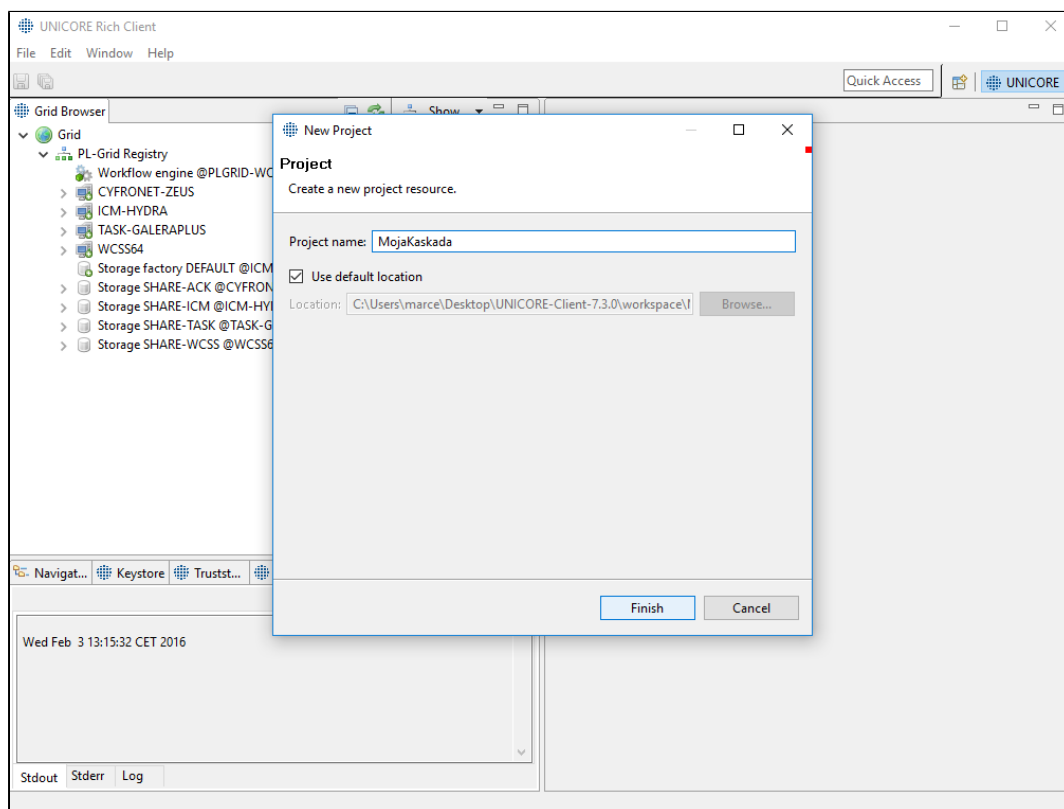 UNICORE Rich Client
File Edit Window Help
Quick Access
UNICORE
Grid Browser
Show
Grid
PL-Grid Registry
Workflow engine @PLGRID-WC
CYFRONET-ZEUS
ICM-HYDRA
TASK-GALERAPLUS
WCSS64
Storage factory DEFAULT @ICM
Storage SHARE-ACK @CYFRON
Storage SHARE-ICM @ICM-HY
Storage SHARE-TASK @TASK-G
Storage SHARE-WCSS @WCSS6
New Project
Project
Create a new project resource.
Project name: MojaKaskada
Use default location
Location: C:\Users\marce\Desktop\UNICORE-Client-7.3.0\workspace\
Browse...
Finish Cancel
Navigat... Keystore Trustst...
Wed Feb 3 13:15:32 CET 2016
Stdout Stderr Log